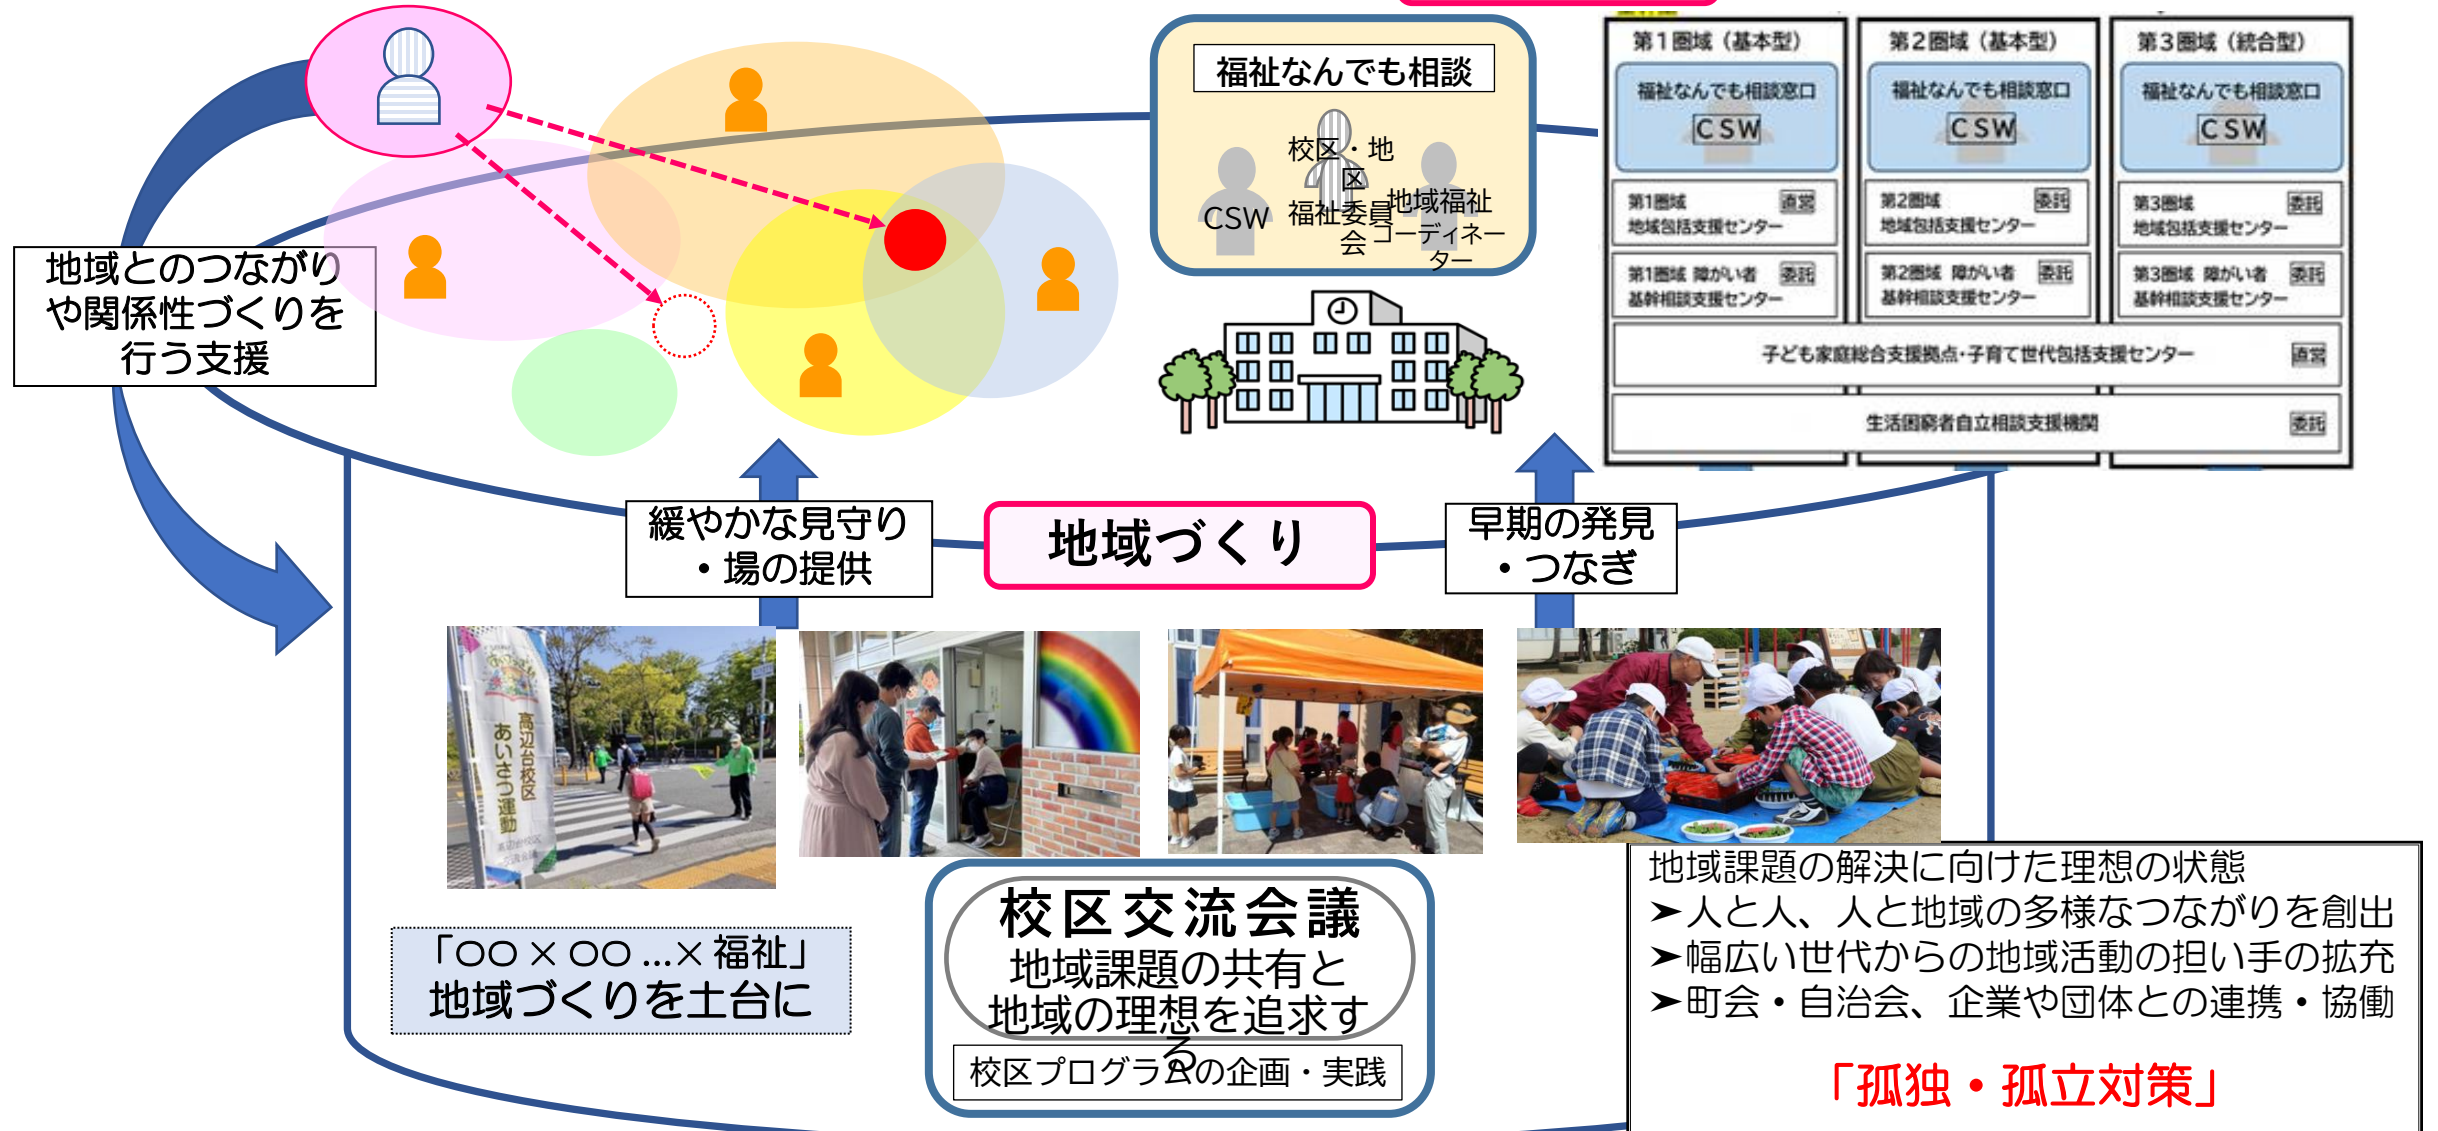 福祉なんでも相談
CSW
校区・地
区
福祉委員
会
地域福祉
コーディネー
ター
第1圏域（基本型）
福祉なんでも相談窓口
CSW
第1圏域 直営
地域包括支援センター
第1圏域 障がい者 委託
基幹相談支援センター
第2圏域（基本型）
福祉なんでも相談窓口
CSW
第2圏域 委託
地域包括支援センター
第2圏域 障がい者 委託
基幹相談支援センター
第3圏域（統合型）
福祉なんでも相談窓口
CSW
第3圏域 委託
地域包括支援センター
第3圏域 障がい者 委託
基幹相談支援センター
子ども家庭総合支援拠点・子育て世代包括支援センター 直営
生活困窮者自立相談支援機関 委託
地域とのつながり
や関係性づくりを
行う支援
緩やかな見守り
・場の提供
地域づくり
早期の発見
・つなぎ
高辺台校区
あいさつ運動
高辺台校区
交流会議
「○○×○○…×福祉」
地域づくりを土台に
校区交流会議
地域課題の共有と
地域の理想を追求す
る
校区プログラムの企画・実践
地域課題の解決に向けた理想の状態
➤人と人、人と地域の多様なつながりを創出
➤幅広い世代からの地域活動の担い手の拡充
➤町会・自治会、企業や団体との連携・協働
「孤独・孤立対策」